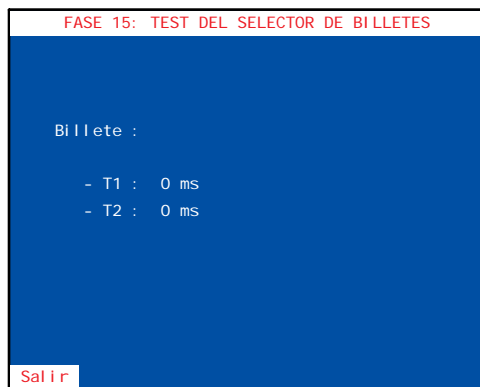 FASE 15: TEST DEL SELECTOR DE BILLETES
Billete :
- T1 : 0 ms
- T2 : 0 ms
Salir